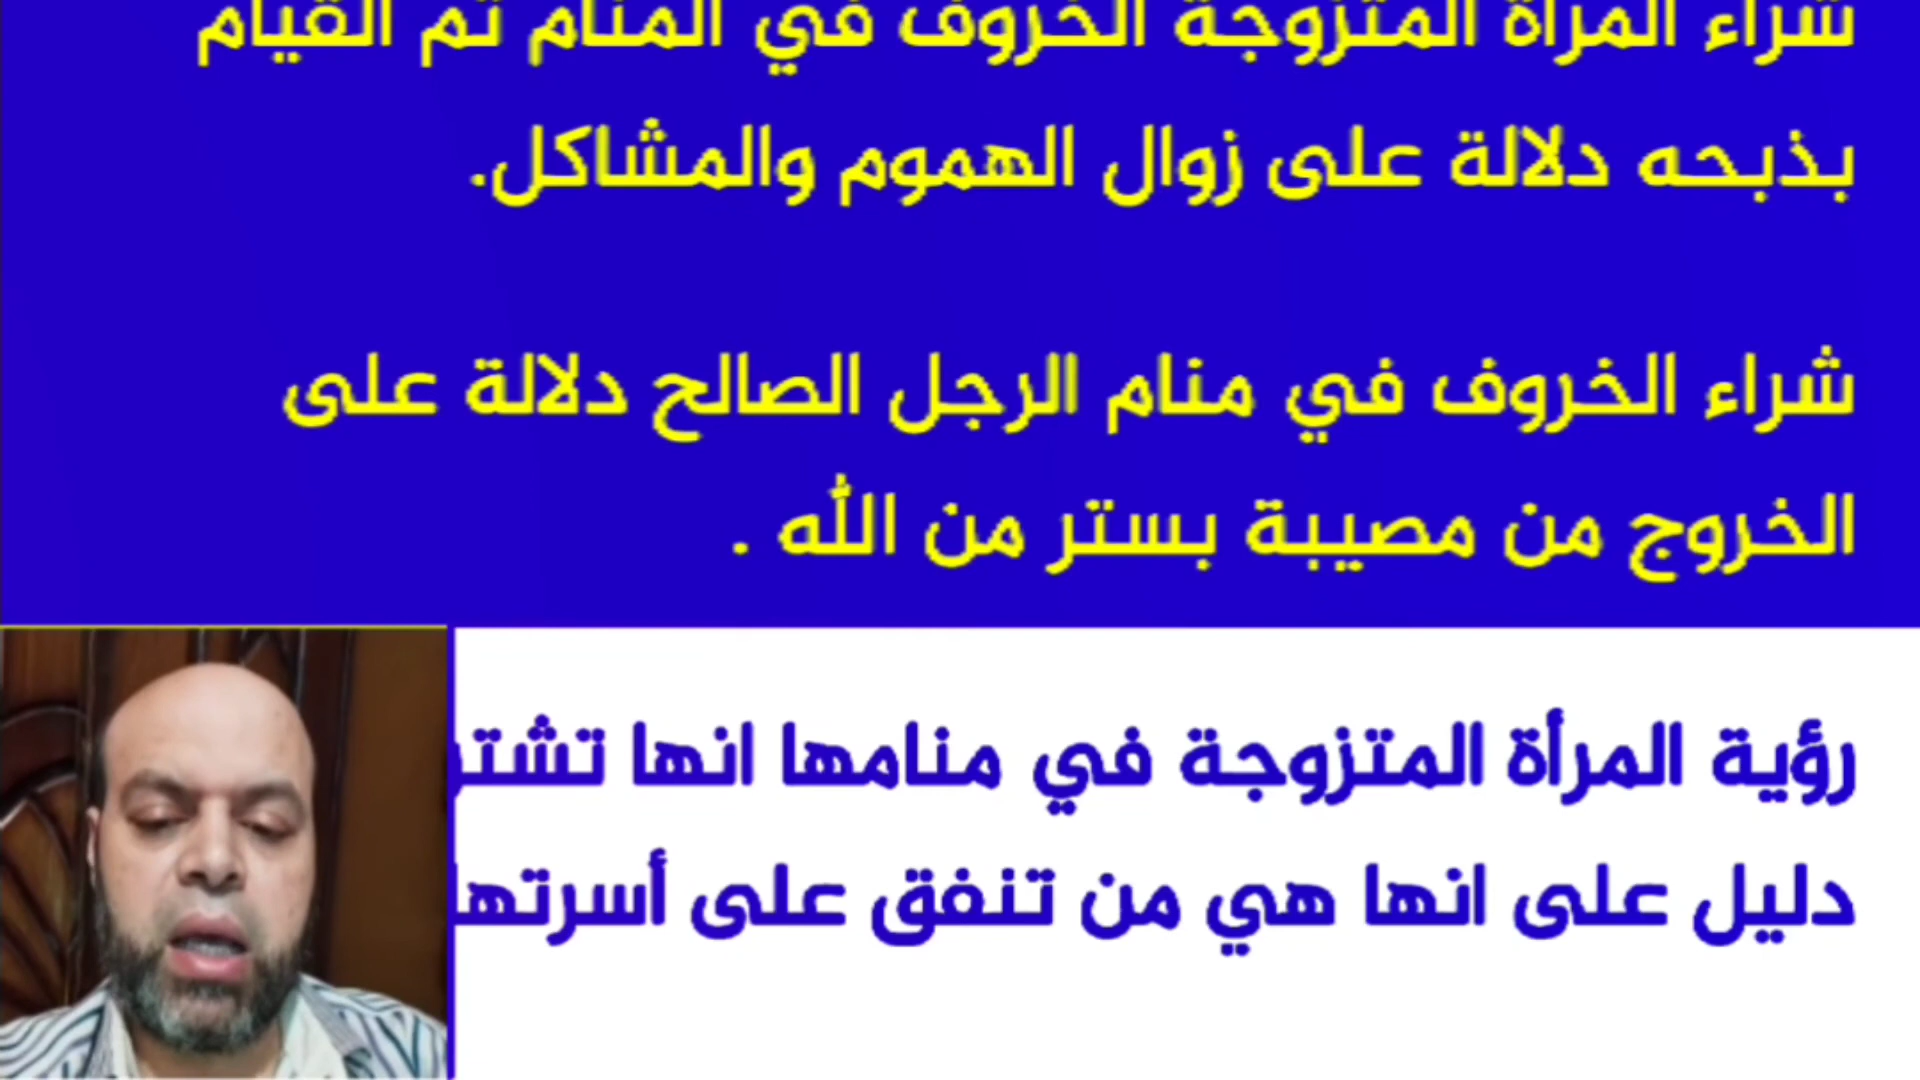 شراء المرأة المتزوجة الخروف في المنام ثم القيام
بذبحه دلالة على زوال الهموم والمشاكل.
شراء الخروف في منام الرجل الصالح دلالة على
الخروج من مصيبة بستر من الله .
رؤية المرأة المتزوجة في منامها انها
دليل على انها هي من تنفق على أسرتها